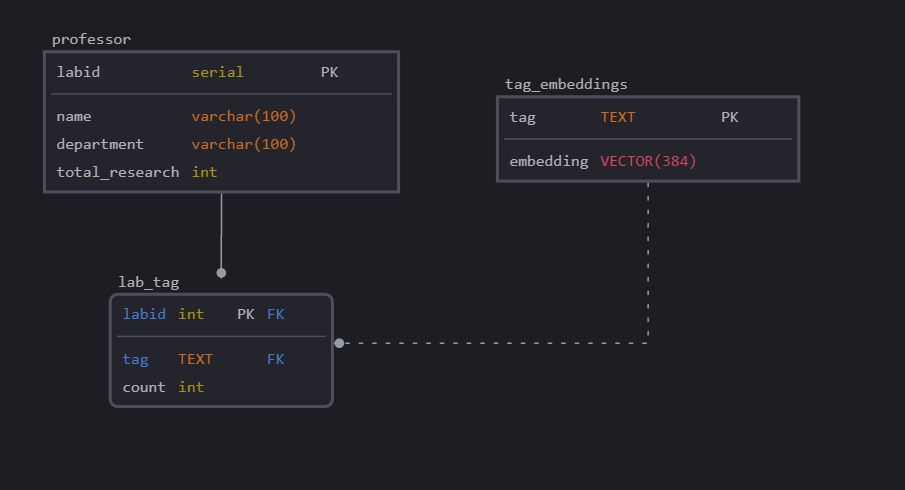 professor
labid serial PK
name varchar(100)
department varchar(100)
total_research int
tag_embeddings
tag TEXT PK
embedding VECTOR(384)
lab_tag
labid int PK FK
tag TEXT FK
count int